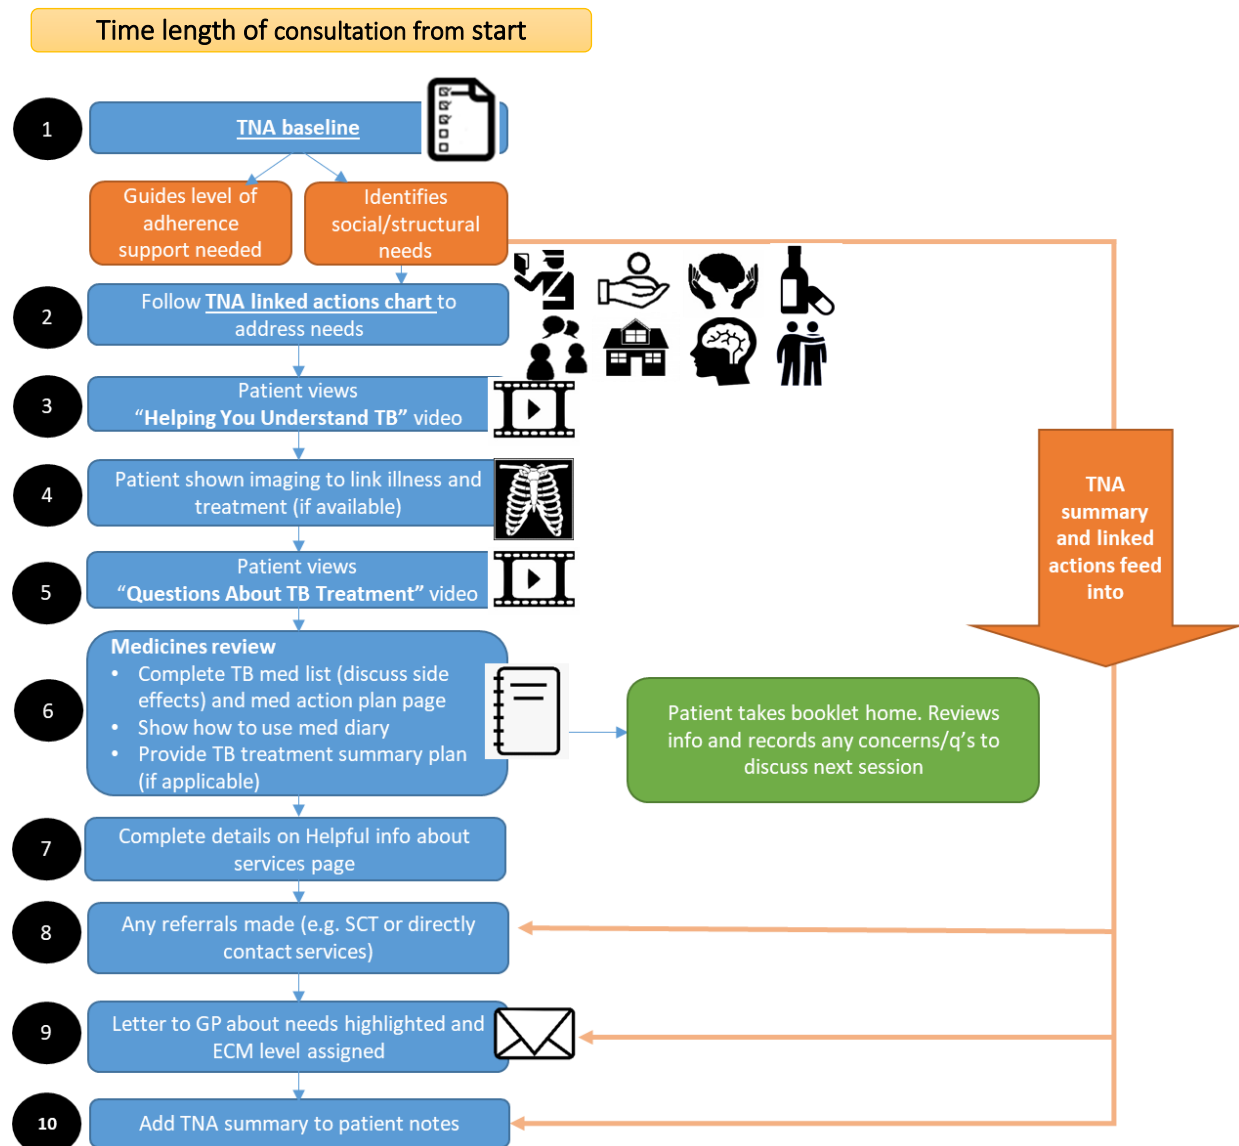 Time length of consultation from start
1
TNA baseline
Guides level of
adherence
support needed
Identifies
social/structural
needs
2
Follow TNA linked actions chart to
address needs
3
Patient views
“Helping You Understand TB” video
4
Patient shown imaging to link illness and
treatment (if available)
5
Patient views
“Questions About TB Treatment” video
6
Medicines review
• Complete TB med list (discuss side
effects) and med action plan page
• Show how to use med diary
• Provide TB treatment summary plan
(if applicable)
Patient takes booklet home. Reviews
info and records any concerns/q’s to
discuss next session
TNA
summary
and linked
actions feed
into
7
Complete details on Helpful info about
services page
8
Any referrals made (e.g. SCT or directly
contact services)
9
Letter to GP about needs highlighted and
ECM level assigned
10
Add TNA summary to patient notes